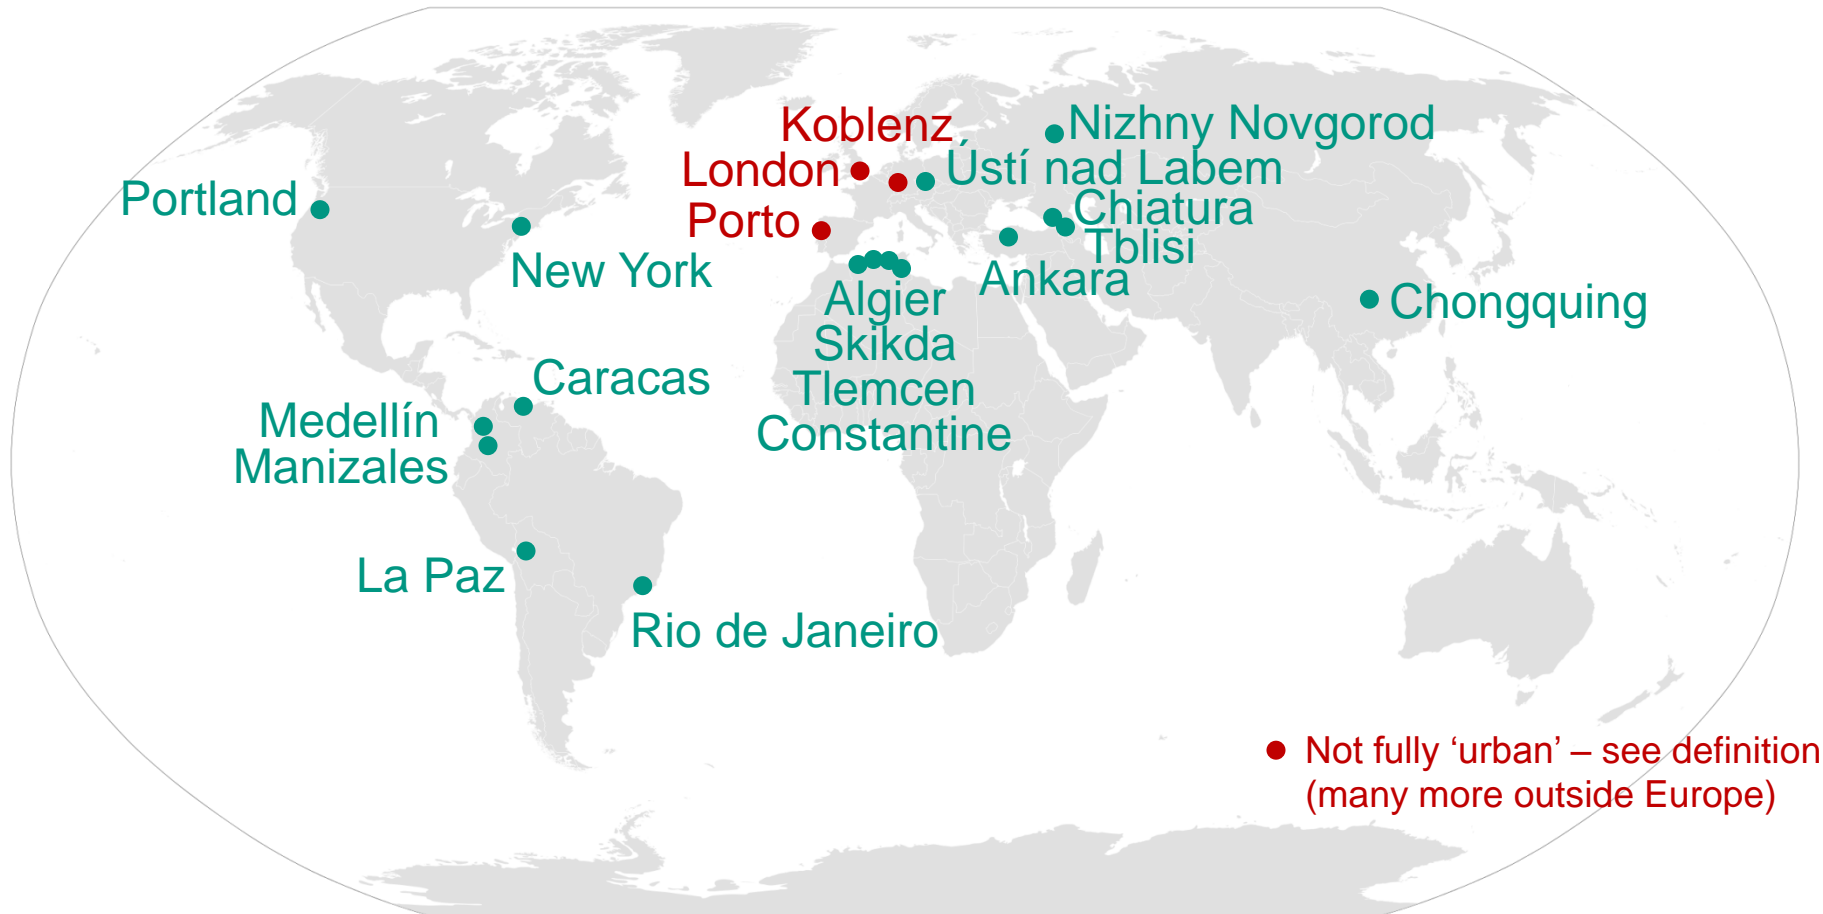 Koblenz
Nizhny Novgorod
London
Ústí nad Labem
Portland
Porto
Chiatura
Tblisi
New York
Ankara
Algier
Skikda
Tlemcen
Constantine
Chongquing
Caracas
Medellín
Manizales
La Paz
Rio de Janeiro
Not fully ‘urban’ – see definition
(many more outside Europe)